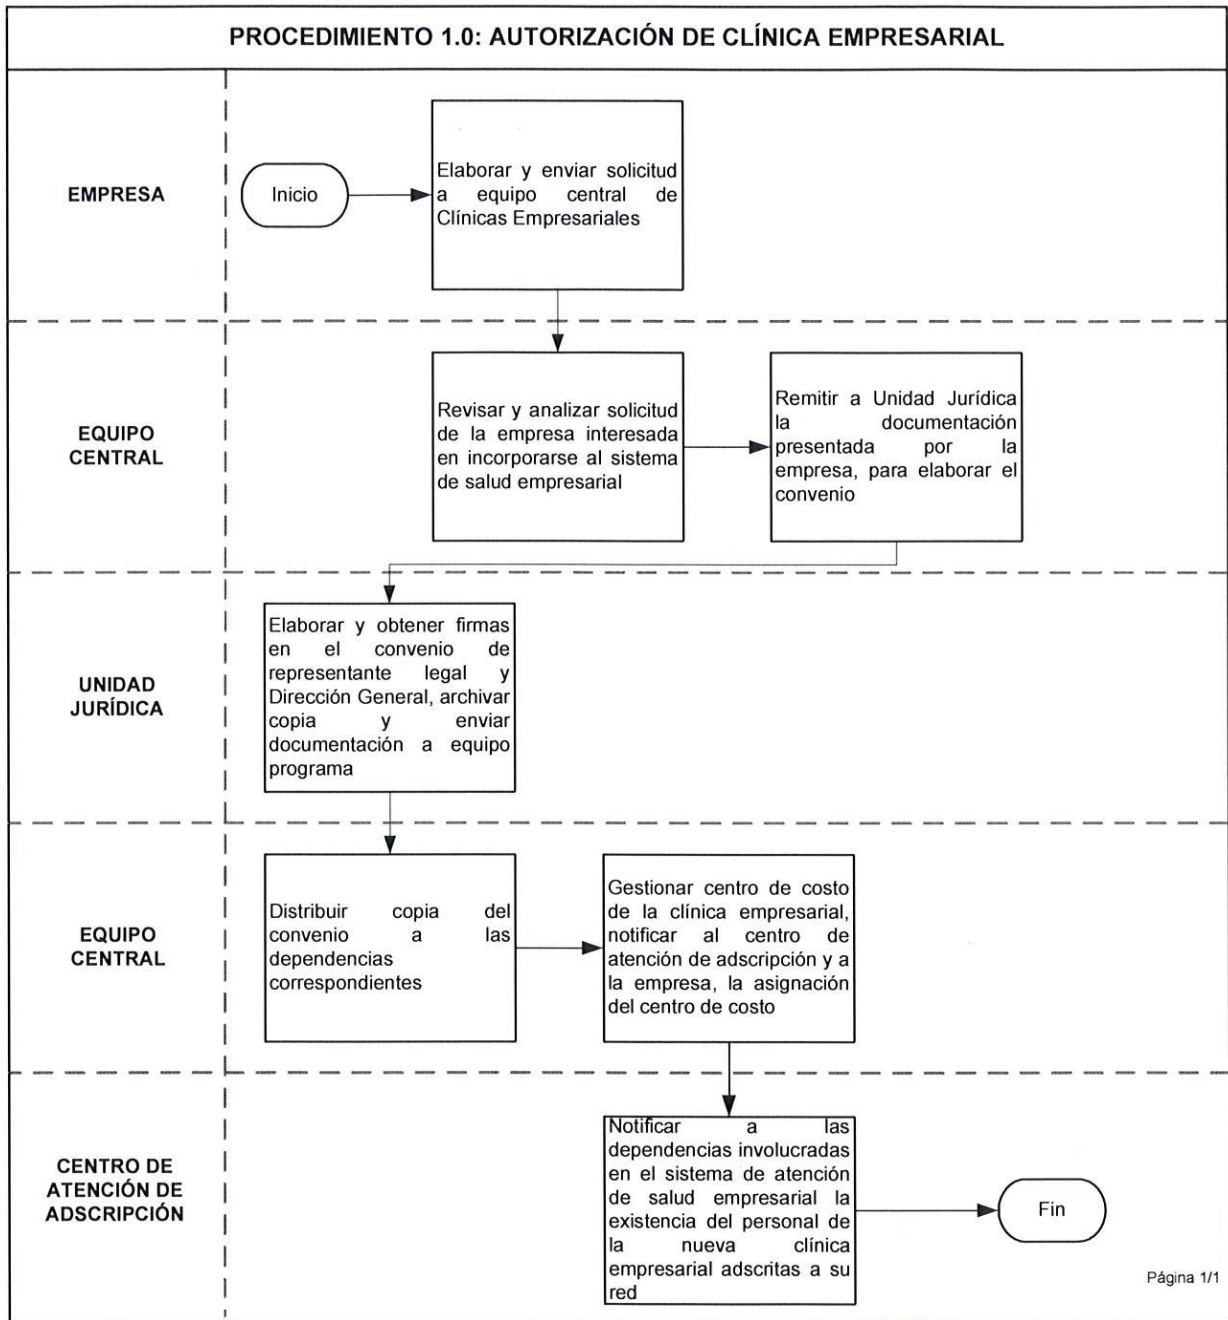 PROCEDIMIENTO 1.0: AUTORIZACIÓN DE CLÍNICA EMPRESARIAL
EMPRESA
Inicio
Elaborar y enviar solicitud
a equipo central de
Clínicas Empresariales
EQUIPO
CENTRAL
Revisar y analizar solicitud
de la empresa interesada
en incorporarse al sistema
de salud empresarial
Remitir a Unidad Jurídica
la documentación
presentada por la
empresa, para elaborar el
convenio
UNIDAD
JURÍDICA
Elaborar y obtener firmas
en el convenio de
representante legal y
Dirección General, archivar
copia y enviar
documentación a equipo
programa
EQUIPO
CENTRAL
Distribuir copia del
convenio a las
dependencias
correspondientes
Gestionar centro de costo
de la clínica empresarial,
notificar al centro de
atención de adscripción y a
la empresa, la asignación
del centro de costo
CENTRO DE
ATENCIÓN DE
ADSCRIPCIÓN
Notificar a las
dependencias involucradas
en el sistema de atención
de salud empresarial la
existencia del personal de
la nueva clínica
empresarial adscritas a su
red
Fin
Página 1/1